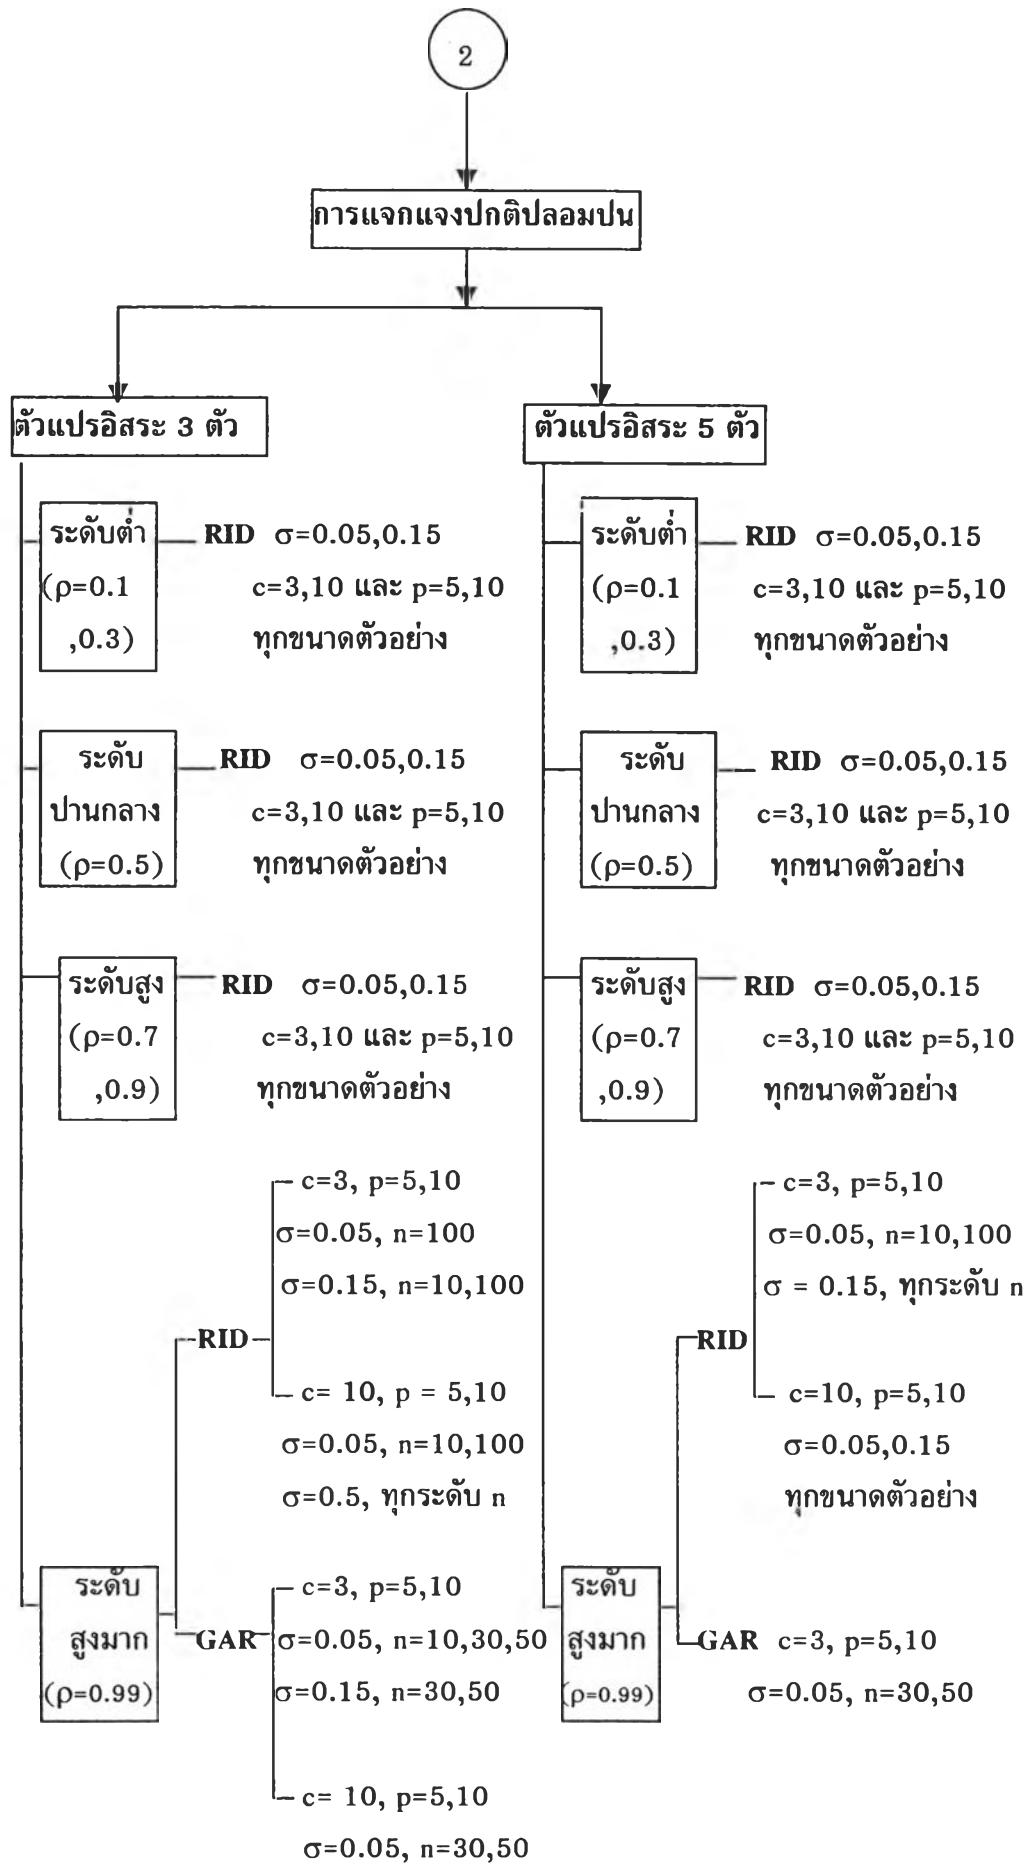 2
การแจกแจงปกติปลอมปน
ตัวแปรอิสระ 3 ตัว
ระดับต่ำ
(ρ=0.1
,0.3)
RID σ=0.05,0.15
c=3,10 และ p=5,10
ทุกขนาดตัวอย่าง
ระดับ
ปานกลาง
(ρ=0.5)
RID σ=0.05,0.15
c=3,10 และ p=5,10
ทุกขนาดตัวอย่าง
ระดับสูง
(ρ=0.7
,0.9)
RID σ=0.05,0.15
c=3,10 และ p=5,10
ทุกขนาดตัวอย่าง
ระดับ
สูงมาก
(ρ=0.99)
RID
c=3, p=5,10
σ=0.05, n=100
σ=0.15, n=10,100
c= 10, p = 5,10
σ=0.05, n=10,100
σ=0.5, ทุกระดับ n
GAR
c=3, p=5,10
σ=0.05, n=10,30,50
σ=0.15, n=30,50
c= 10, p=5,10
σ=0.05, n=30,50
ตัวแปรอิสระ 5 ตัว
ระดับต่ำ
(ρ=0.1
,0.3)
RID σ=0.05,0.15
c=3,10 และ p=5,10
ทุกขนาดตัวอย่าง
ระดับ
ปานกลาง
(ρ=0.5)
RID σ=0.05,0.15
c=3,10 และ p=5,10
ทุกขนาดตัวอย่าง
ระดับสูง
(ρ=0.7
,0.9)
RID σ=0.05,0.15
c=3,10 และ p=5,10
ทุกขนาดตัวอย่าง
ระดับ
สูงมาก
(ρ=0.99)
RID
c=3, p=5,10
σ=0.05, n=10,100
σ = 0.15, ทุกระดับ n
c=10, p=5,10
σ=0.05,0.15
ทุกขนาดตัวอย่าง
GAR c=3, p=5,10
σ=0.05, n=30,50